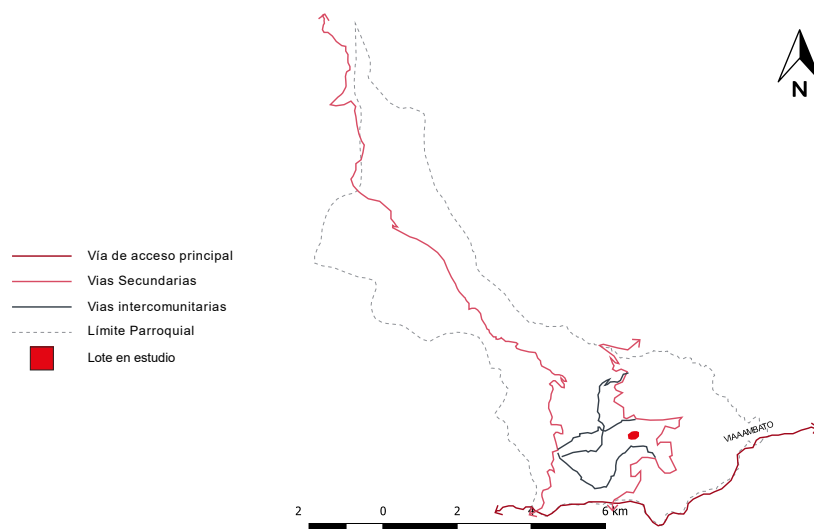 N
Vía de acceso principal
Vias Secundarias
Vias intercomunitarias
Límite Parroquial
Lote en estudio
VIAAAMBATO
2 0 2 4 6 km